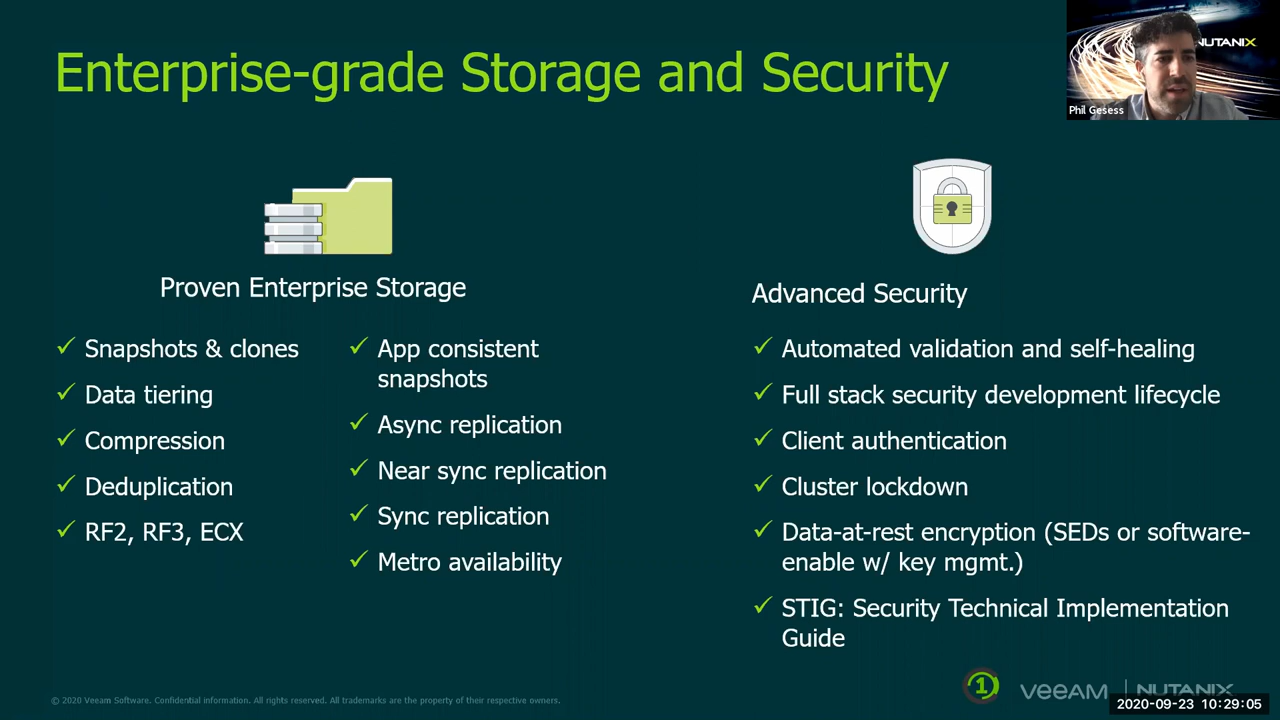 Enterprise-grade Storage and Security
NUTANIX
Phil Gesess
Proven Enterprise Storage
Snapshots & clones
Data tiering
Compression
Deduplication
RF2, RF3, ECX
App consistent
snapshots
Async replication
Near sync replication
Sync replication
Metro availability
Advanced Security
Automated validation and self-healing
Full stack security development lifecycle
Client authentication
Cluster lockdown
Data-at-rest encryption (SEDs or software-
enable w/ key mgmt.)
STIG: Security Technical Implementation
Guide
© 2020 Veeam Software. Confidential information. All rights reserved. All trademarks are the property of their respective owners.
1
VEEAM | NUTANIX
2020-09-23 10:29:05